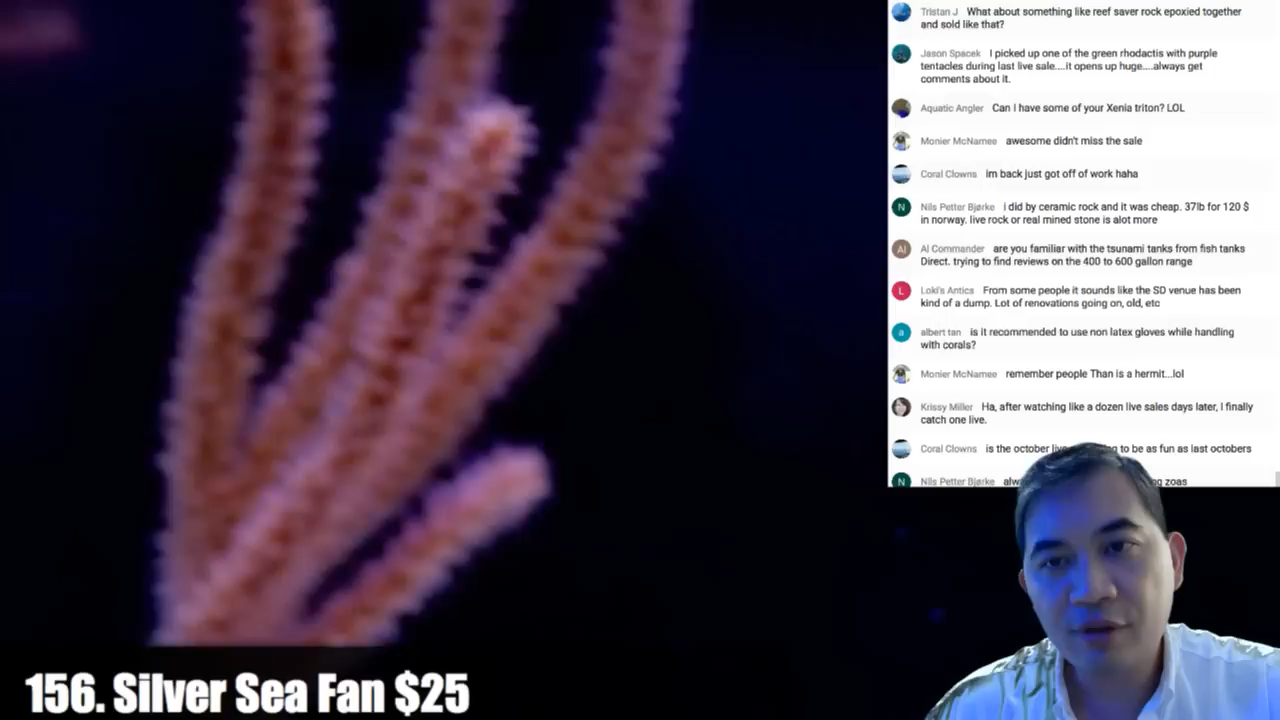 Tristan J What about something like reef saver rock epoxied together
and sold like that?
Jason Spacek I picked up one of the green rhodactis with purple
tentacles during last live sale....it opens up huge....always get
comments about it.
Aquatic Angler Can I have some of your Xenia triton? LOL
Monier McNamee awesome didn't miss the sale
Coral Clowns im back just got off of work haha
N
Nils Petter Bjørke i did by ceramic rock and it was cheap. 37lb for 120 $
in norway. live rock or real mined stone is alot more
Al
Al Commander are you familiar with the tsunami tanks from fish tanks
Direct. trying to find reviews on the 400 to 600 gallon range
L
Loki's Antics From some people it sounds like the SD venue has been
kind of a dump. Lot of renovations going on, old, etc
a
albert tan is it recommended to use non latex gloves while handling
with corals?
Monier McNamee remember people Than is a hermit...lol
Krissy Miller Ha, after watching like a dozen live sales days later, I finally
catch one live.
Coral Clowns is the october to be as fun as last octobers
N
Nils Petter Bjørke zoas
156. Silver Sea Fan $25